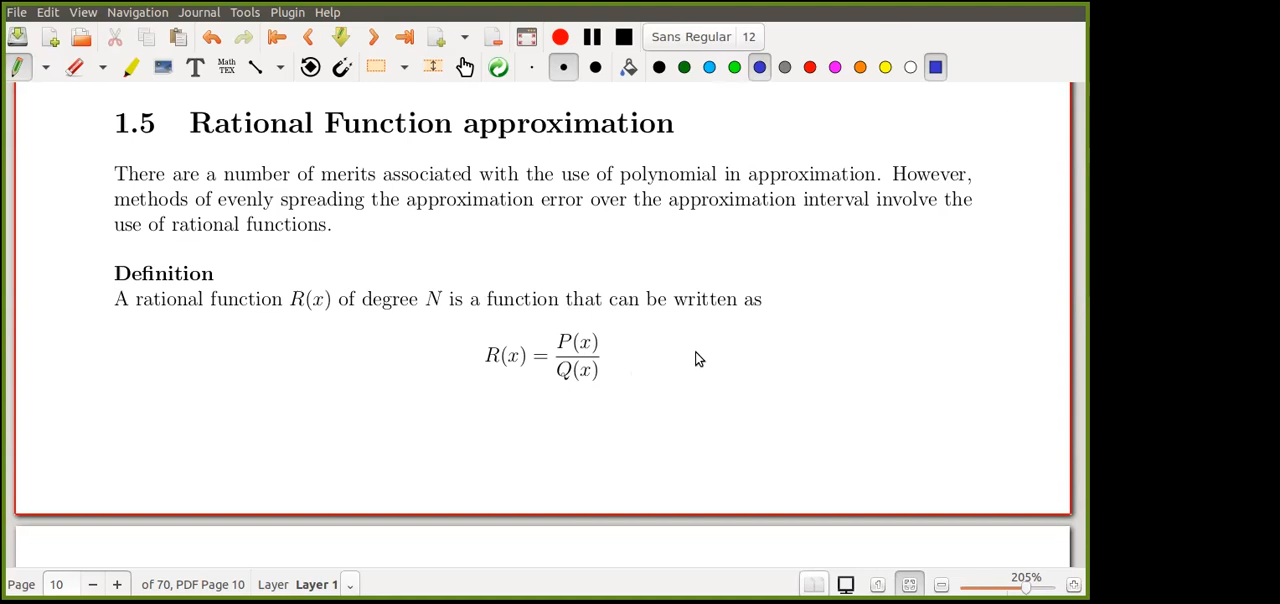 File Edit View Navigation Journal Tools Plugin Help
T Math TEX Sans Regular 12
1.5 Rational Function approximation
There are a number of merits associated with the use of polynomial in approximation. However,
methods of evenly spreading the approximation error over the approximation interval involve the
use of rational functions.
Definition
A rational function R(x) of degree N is a function that can be written as
R(x) = P(x) / Q(x)
Page 10 − + of 70, PDF Page 10 Layer Layer 1 205%